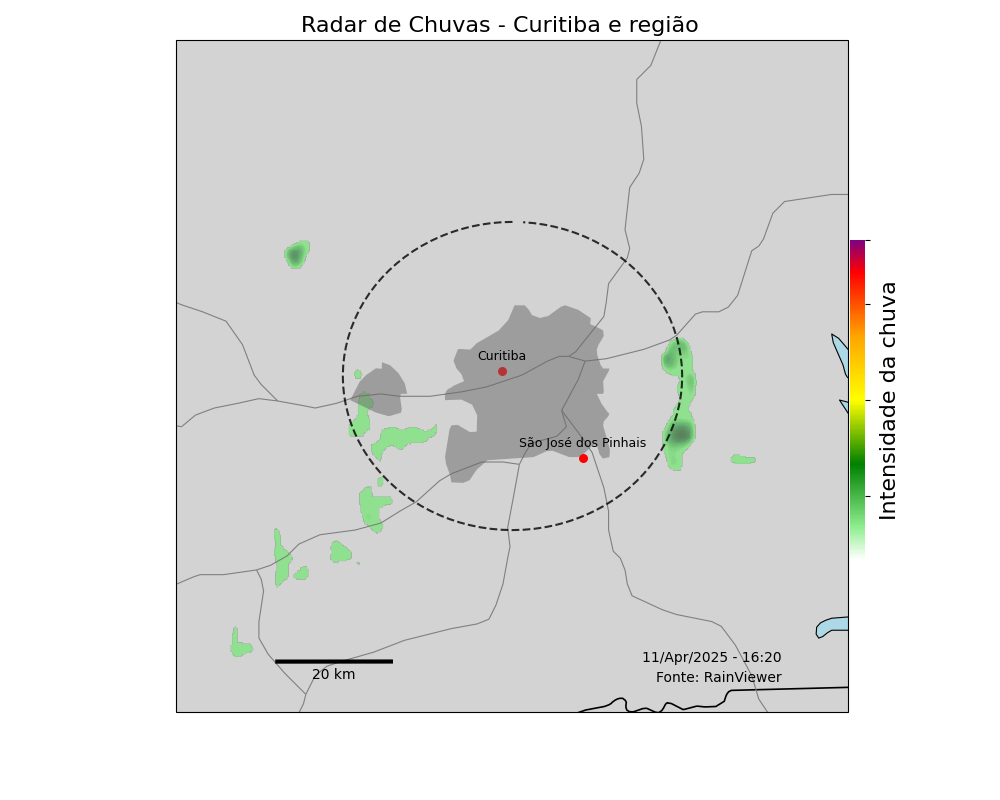 Radar de Chuvas - Curitiba e região
Curitiba
São José dos Pinhais
Intensidade da chuva
20 km
11/Apr/2025 - 16:20
Fonte: RainViewer